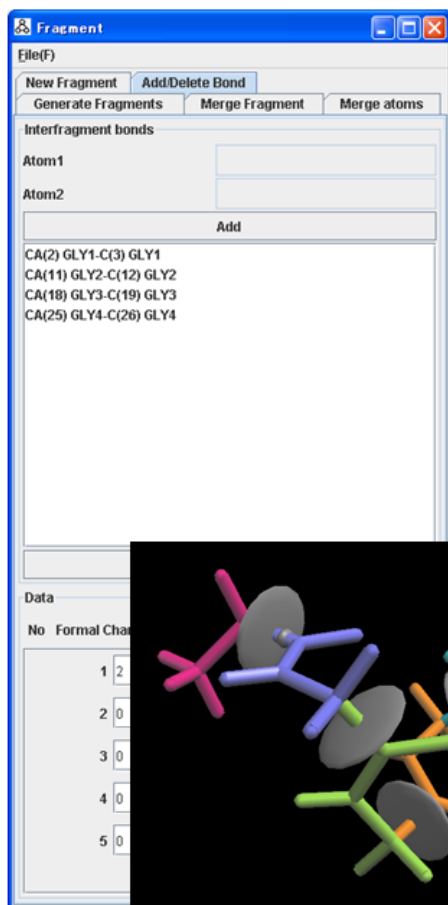 Fragment
File(F)
New Fragment Add/Delete Bond
Generate Fragments Merge Fragment Merge atoms
Interfragment bonds
Atom1
Atom2
Add
CA(2) GLY1-C(3) GLY1
CA(11) GLY2-C(12) GLY2
CA(18) GLY3-C(19) GLY3
CA(25) GLY4-C(26) GLY4
Data
No Formal Char
1 2
2 0
3 0
4 0
5 0